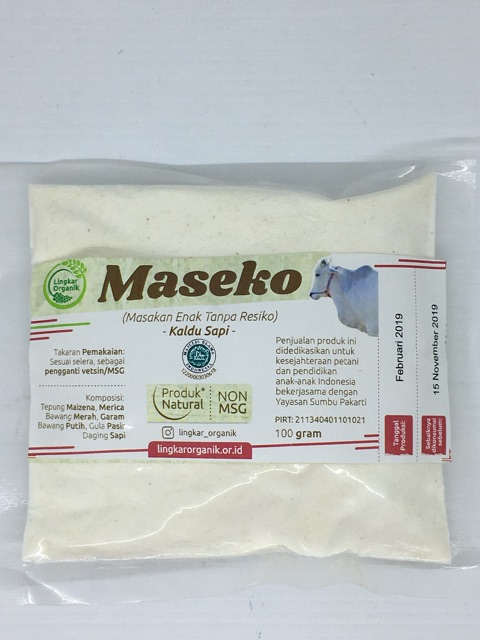 Lingkar
Organik
Maseko
(Masakan Enak Tanpa Resiko)
- Kaldu Sapi -
Takaran Pemakaian:
Sesuai selera, sebagai
pengganti vetsin/MSG
Komposisi:
Tepung Maizena, Merica
Bawang Merah, Garam
Bawang Putih, Gula Pasir
Daging Sapi
Produk
Natural
NON
MSG
lingkar_organik
lingkarorganik.or.id
Penjualan produk ini
didedikasikan untuk
kesejahteraan petani
dan pendidikan
anak-anak Indonesia
bekerjasama dengan
Yayasan Sumbu Pakarti
PIRT: 211340401101021
100 gram
Februari 2019
Tanggal
Produksi:
15 November 2019
Sebaiknya
dikonsumsi
sebelum: